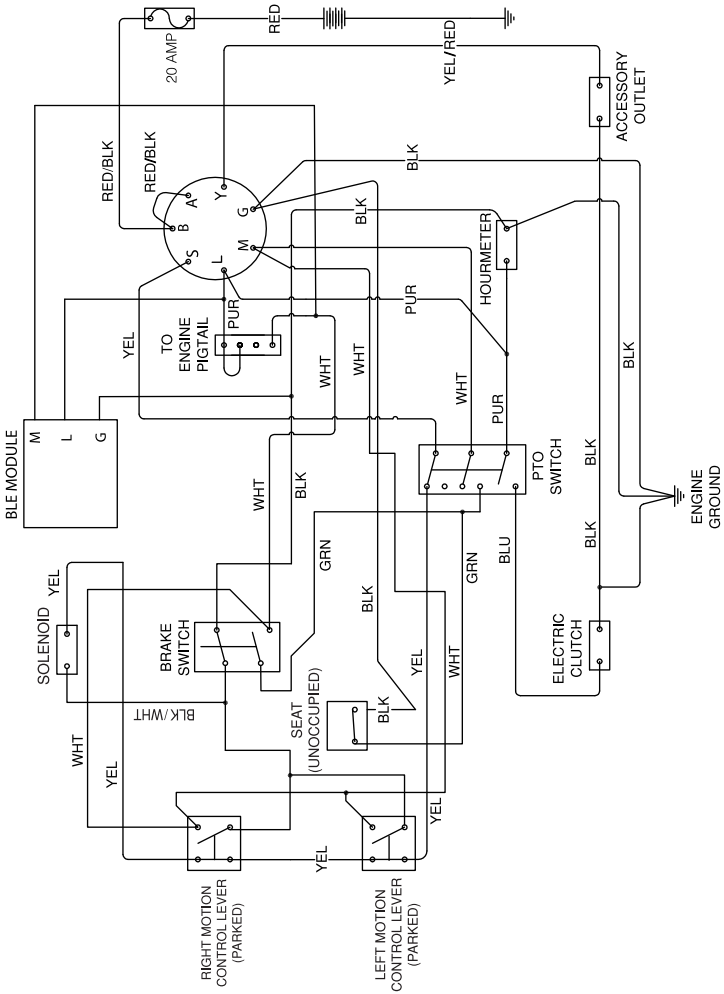 RED
20 AMP
YEL/RED
ACCESSORY
OUTLET
RED/BLK
RED/BLK
A
B
S
Y
L
G
M
BLK
BLK
HOURMETER
YEL
TO
ENGINE
PIGTAIL
PUR
PUR
WHT
WHT
WHT
PUR
BLK
BLE MODULE
M
L
G
WHT
BLK
PTO
SWITCH
BLK
BLK
ENGINE
GROUND
GRN
GRN
BLU
SOLENOID
YEL
BRAKE
SWITCH
BLK
YEL
WHT
ELECTRIC
CLUTCH
BLK/WHT
SEAT
(UNOCCUPIED)
BLK
WHT
YEL
YEL
YEL
RIGHT MOTION
CONTROL LEVER
(PARKED)
LEFT MOTION
CONTROL LEVER
(PARKED)